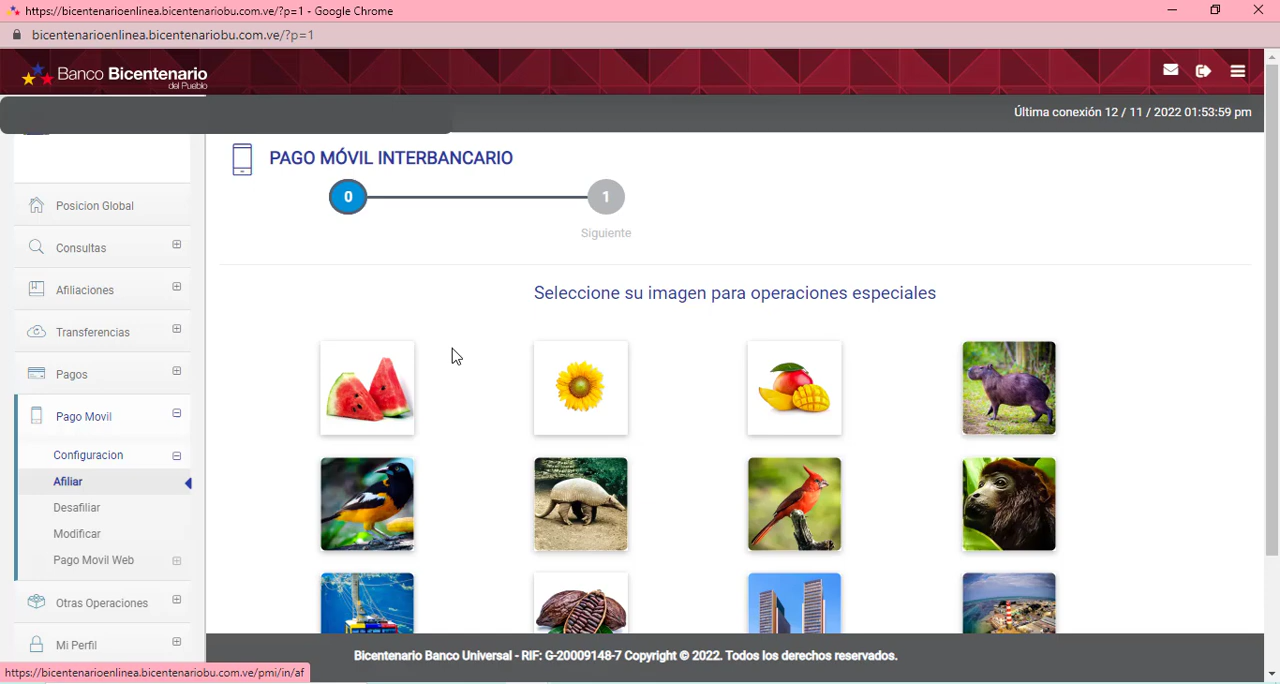 https://bicentenarioenlinea.bicentenariobu.com.ve/?p=1 - Google Chrome
bicentenarioenlinea.bicentenariobu.com.ve/?p=1
Banco Bicentenario
del Pueblo
Última conexión 12 / 11 / 2022 01:53:59 pm
PAGO MÓVIL INTERBANCARIO
0
1
Siguiente
Seleccione su imagen para operaciones especiales
Posicion Global
Consultas
Afiliaciones
Transferencias
Pagos
Pago Movil
Configuracion
Afiliar
Desafiliar
Modificar
Pago Movil Web
Otras Operaciones
Mi Perfil
Bicentenario Banco Universal - RIF: G-20009148-7 Copyright © 2022. Todos los derechos reservados.
https://bicentenarioenlinea.bicentenariobu.com.ve/pmi/in/af